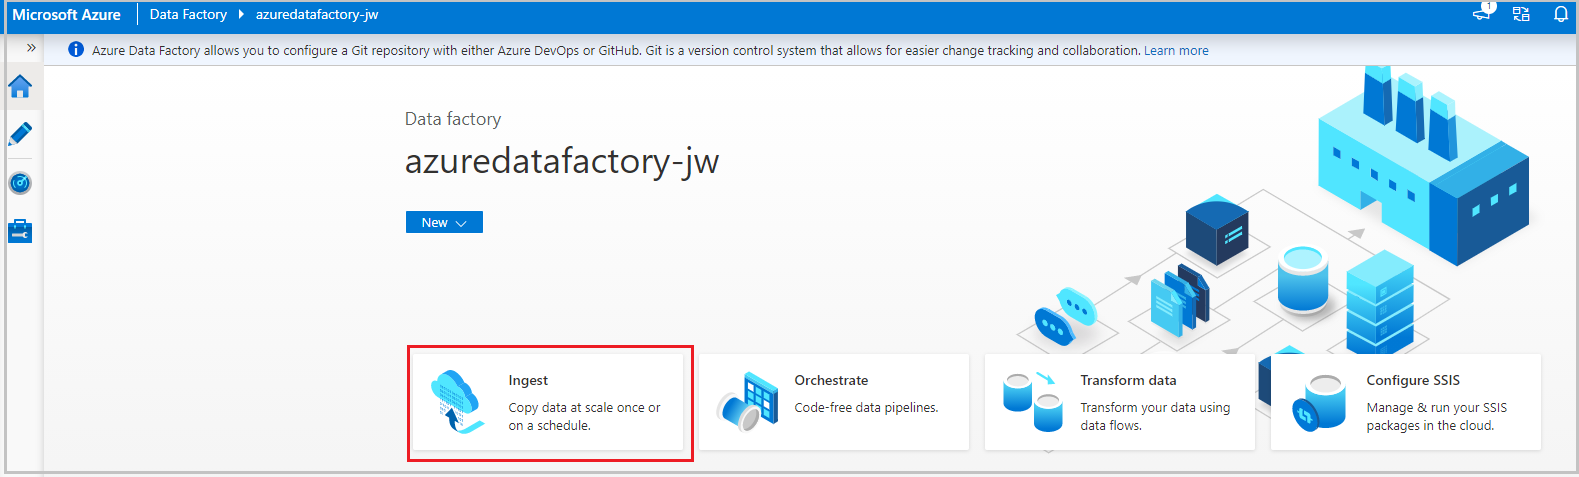 Microsoft Azure
Data Factory
azuredatafactory-jw
1
»
Azure Data Factory allows you to configure a Git repository with either Azure DevOps or GitHub. Git is a version control system that allows for easier change tracking and collaboration. Learn more
Data factory
azuredatafactory-jw
New
Ingest
Copy data at scale once or
on a schedule.
Orchestrate
Code-free data pipelines.
Transform data
Transform your data using
data flows.
Configure SSIS
Manage & run your SSIS
packages in the cloud.